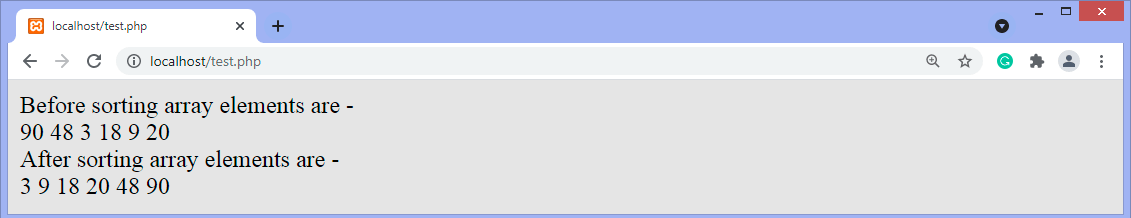 localhost/test.php
localhost/test.php
Before sorting array elements are -
90 48 3 18 9 20
After sorting array elements are -
3 9 18 20 48 90